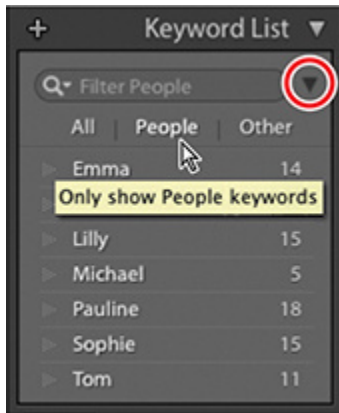 Keyword List
Filter People
All | People | Other
Emma 14
Only show People keywords
Lilly 15
Michael 5
Pauline 18
Sophie 15
Tom 11